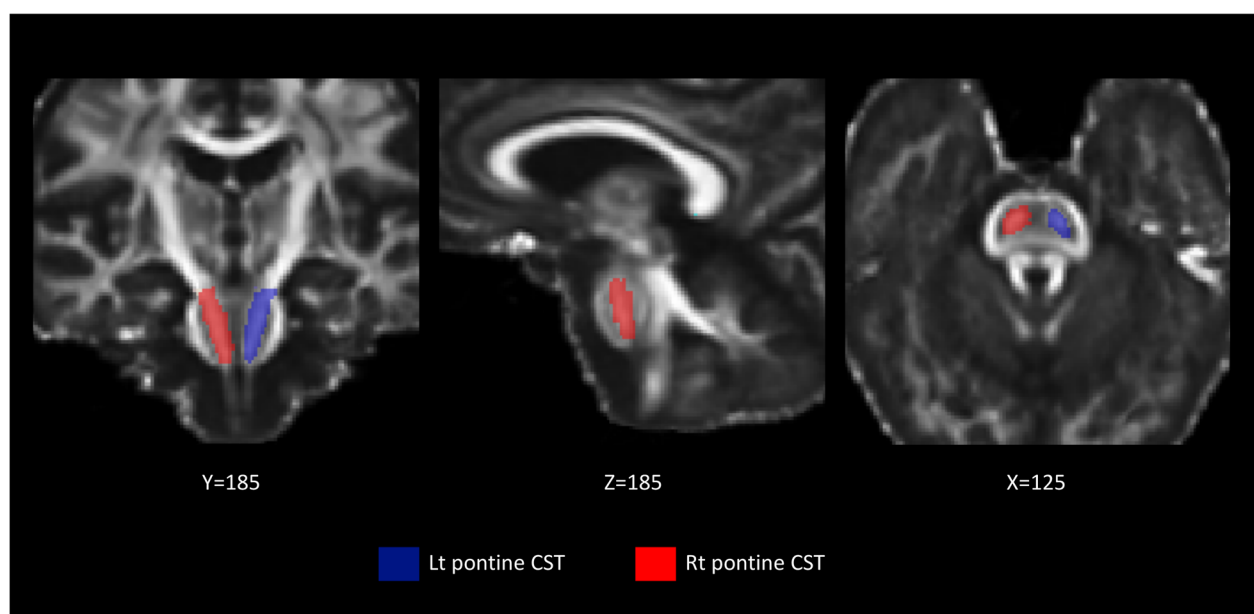 Y=185
Z=185
X=125
Lt pontine CST
Rt pontine CST